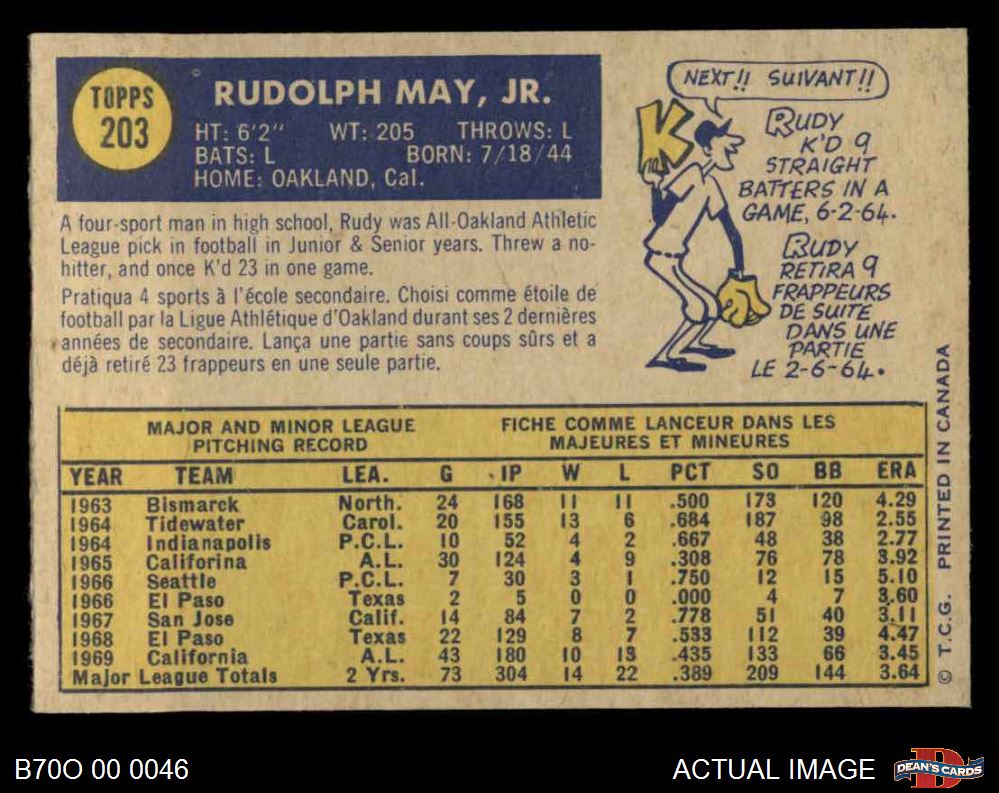 TOPPS
203
RUDOLPH MAY, JR.
HT: 6'2" WT: 205 THROWS: L
BATS: L BORN: 7/18/44
HOME: OAKLAND, Cal.
A four-sport man in high school, Rudy was All-Oakland Athletic
League pick in football in Junior & Senior years. Threw a no-
hitter, and once K'd 23 in one game.
Pratiqua 4 sports à l'école secondaire. Choisi comme étoile de
football par la Ligue Athlétique d'Oakland durant ses 2 dernières
années de secondaire. Lança une partie sans coups sûrs et a
déjà retiré 23 frappeurs en une seule partie.
NEXT!! SUIVANT!!
K
RUDY
K'D 9
STRAIGHT
BATTERS IN A
GAME, 6-2-64.
RUDY
RETIRA 9
FRAPPEURS
DE SUITE
DANS UNE
PARTIE
LE 2-6-64.
MAJOR AND MINOR LEAGUE
PITCHING RECORD
FICHE COMME LANCEUR DANS LES
MAJEURES ET MINEURES
YEAR TEAM LEA. G IP W L PCT SO BB ERA
1963 Bismarck North. 24 168 11 11 .500 173 120 4.29
1964 Tidewater Carol. 20 155 13 6 .684 187 98 2.55
1964 Indianapolis P.C.L. 10 52 4 2 .667 48 38 2.77
1965 Califorina A.L. 30 124 4 9 .308 76 78 3.92
1966 Seattle P.C.L. 7 30 3 1 .750 12 15 5.10
1966 El Paso Texas 2 5 0 0 .000 4 7 3.60
1967 San Jose Calif. 14 84 7 2 .778 51 40 3.11
1968 El Paso Texas 22 129 8 7 .533 112 39 4.47
1969 California A.L. 43 180 10 13 .435 133 66 3.45
Major League Totals 2 Yrs. 73 304 14 22 .389 209 144 3.64
© T.C.G. PRINTED IN CANADA
B70O 00 0046
ACTUAL IMAGE
DEAN'S CARDS